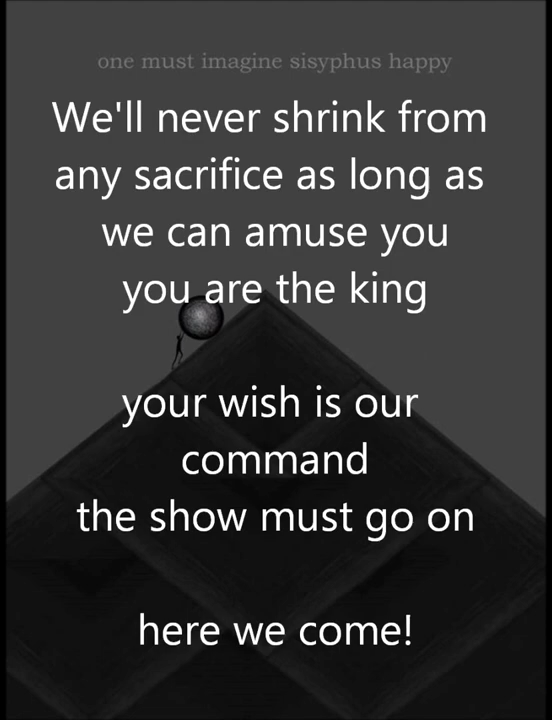 one must imagine sisyphus happy
We'll never shrink from
any sacrifice as long as
we can amuse you
you are the king
your wish is our
command
the show must go on
here we come!